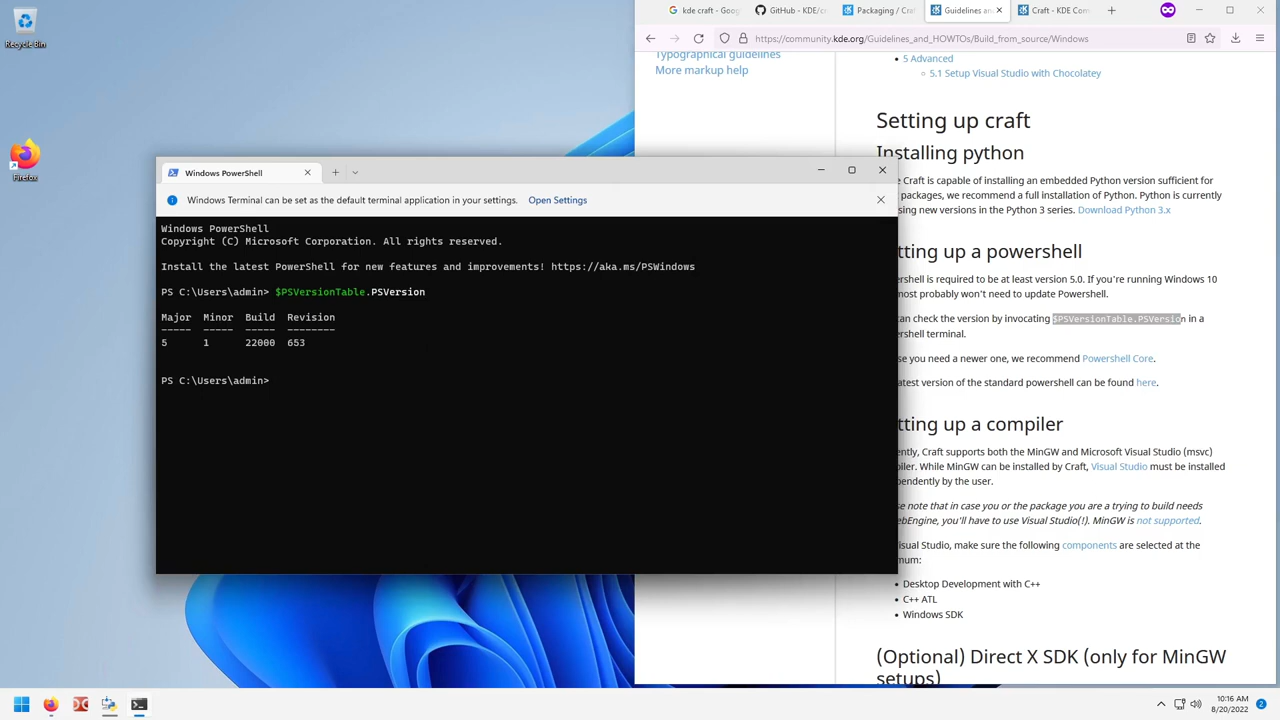 Recycle Bin
Firefox
kde craft - Goog
GitHub - KDE/c
Packaging / Cra
Guidelines an
Craft - KDE Com
https://community.kde.org/Guidelines_and_HOWTOs/Build_from_source/Windows
Typographical guidelines
More markup help
5 Advanced
5.1 Setup Visual Studio with Chocolatey
Setting up craft
Installing python
e Craft is capable of installing an embedded Python version sufficient for
packages, we recommend a full installation of Python. Python is currently
sing new versions in the Python 3 series. Download Python 3.x
tting up a powershell
ershell is required to be at least version 5.0. If you're running Windows 10
most probably won't need to update Powershell.
can check the version by invocating $PSVersionTable.PSVersion in a
ershell terminal.
se you need a newer one, we recommend Powershell Core.
atest version of the standard powershell can be found here.
tting up a compiler
ently, Craft supports both the MinGW and Microsoft Visual Studio (msvc)
iler. While MinGW can be installed by Craft, Visual Studio must be installed
pendently by the user.
se note that in case you or the package you are a trying to build needs
ebEngine, you'll have to use Visual Studio(!). MinGW is not supported.
isual Studio, make sure the following components are selected at the
mum:
Desktop Development with C++
C++ ATL
Windows SDK
(Optional) Direct X SDK (only for MinGW
setups)
Windows PowerShell
Windows Terminal can be set as the default terminal application in your settings. Open Settings
Windows PowerShell
Copyright (C) Microsoft Corporation. All rights reserved.
Install the latest PowerShell for new features and improvements! https://aka.ms/PSWindows
PS C:\Users\admin> $PSVersionTable.PSVersion
Major Minor Build Revision
----- ----- ----- --------
5 1 22000 653
PS C:\Users\admin>
10:16 AM
8/20/2022
2